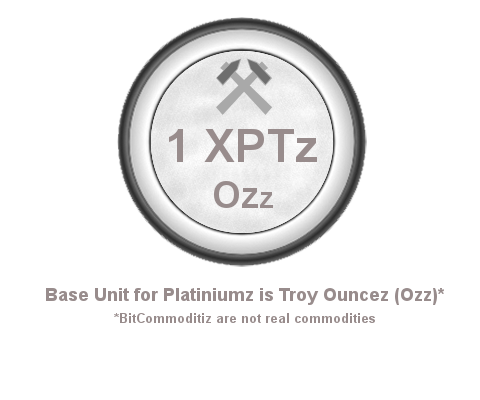 1 XPTz
Ozz
Base Unit for Platiniumz is Troy Ouncez (Ozz)*
*BitCommoditiz are not real commodities